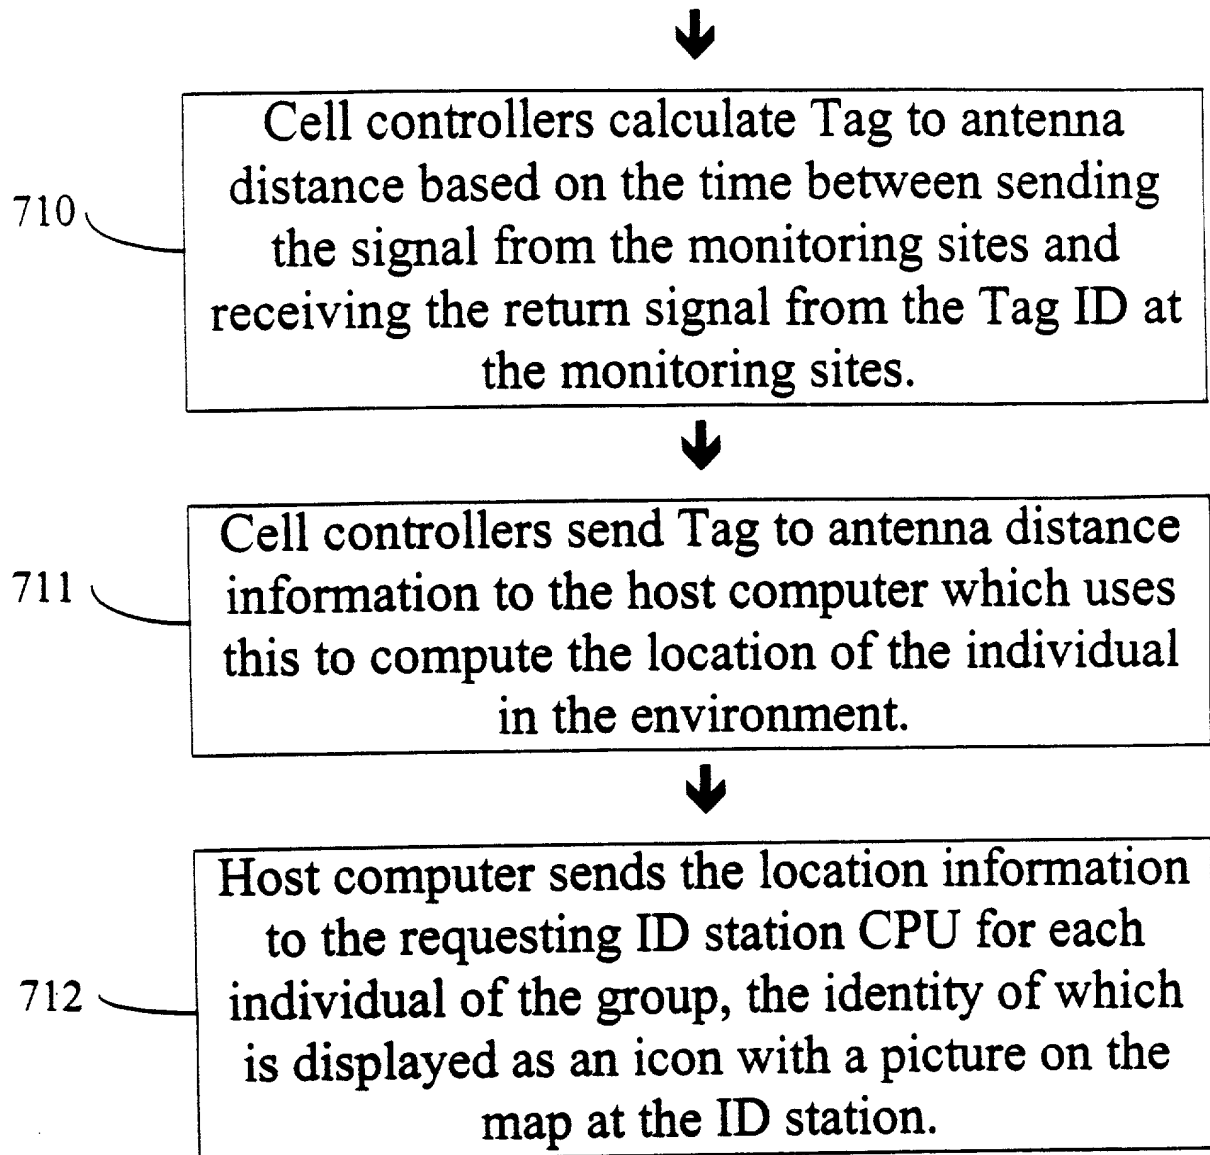 Cell controllers calculate Tag to antenna
distance based on the time between sending
710
the signal from the monitoring sites and
receiving the return signal from the Tag ID at
the monitoring sites.
Cell controllers send Tag to antenna distance
711
information to the host computer which uses
this to compute the location of the individual
in the environment.
Host computer sends the location information
to the requesting ID station CPU for each
712
individual of the group, the identity of which
is displayed as an icon with a picture on the
map at the ID station.